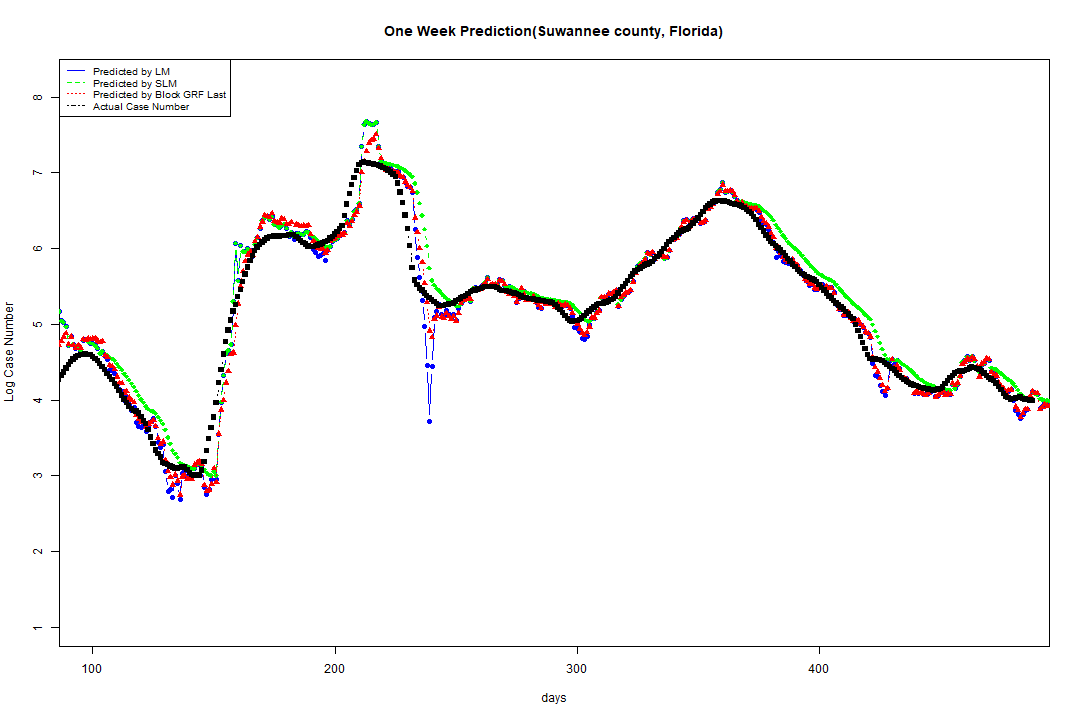 One Week Prediction(Suwannee county, Florida)
Predicted by LM
Predicted by SLM
Predicted by Block GRF Last
Actual Case Number
8
7
6
5
4
3
2
1
Log Case Number
100 200 300 400
days